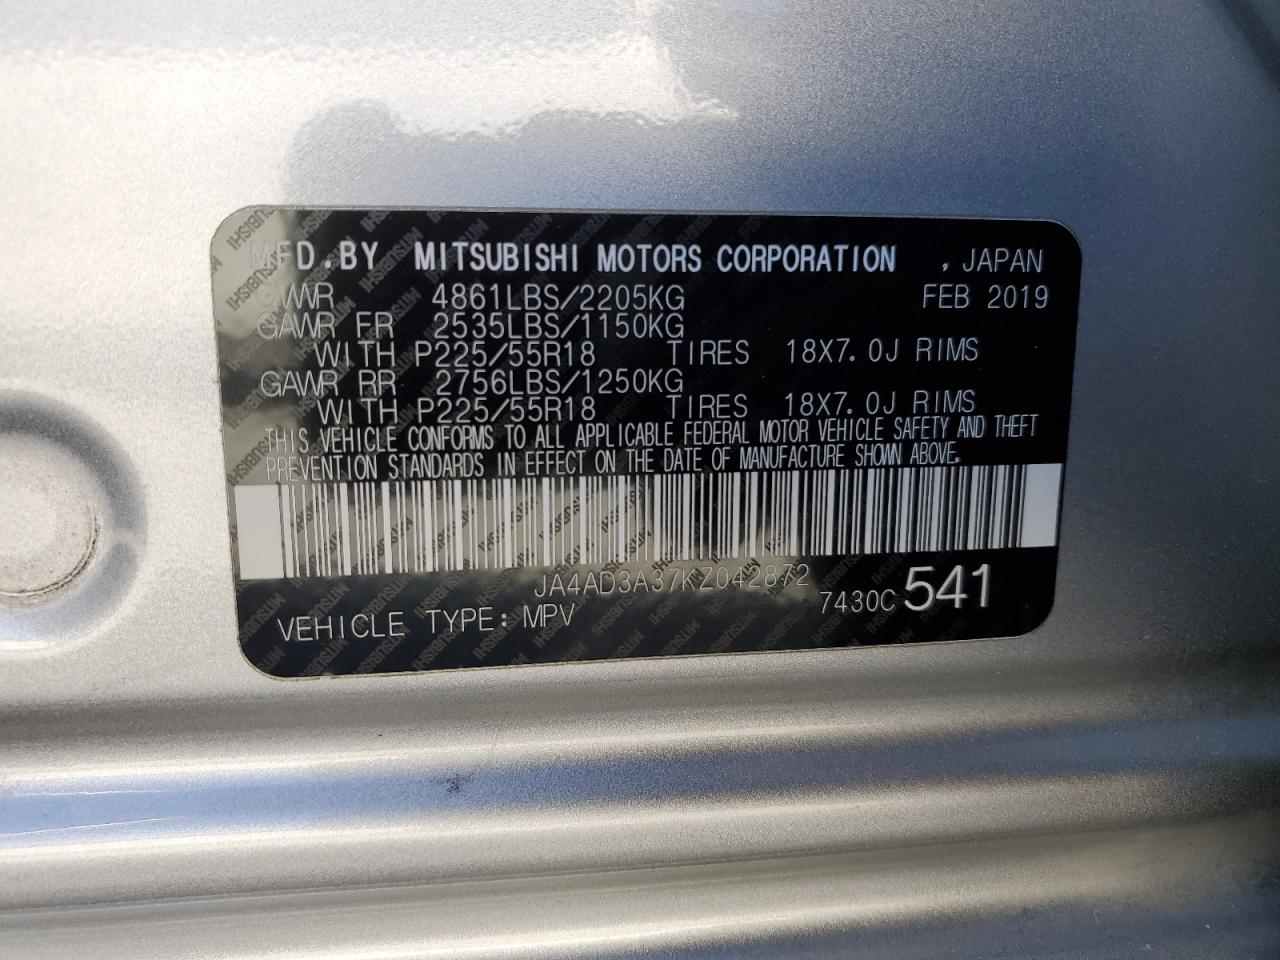 MFD.BY MITSUBISHI MOTORS CORPORATION , JAPAN
GVWR 4861LBS/2205KG FEB 2019
GAWR FR 2535LBS/1150KG
WITH P225/55R18 TIRES 18X7.0J RIMS
GAWR RR 2756LBS/1250KG
WITH P225/55R18 TIRES 18X7.0J RIMS
THIS VEHICLE CONFORMS TO ALL APPLICABLE FEDERAL MOTOR VEHICLE SAFETY AND THEFT
PREVENTION STANDARDS IN EFFECT ON THE DATE OF MANUFACTURE SHOWN ABOVE.
JA4AD3A37KZ042872
7430C 541
VEHICLE TYPE: MPV